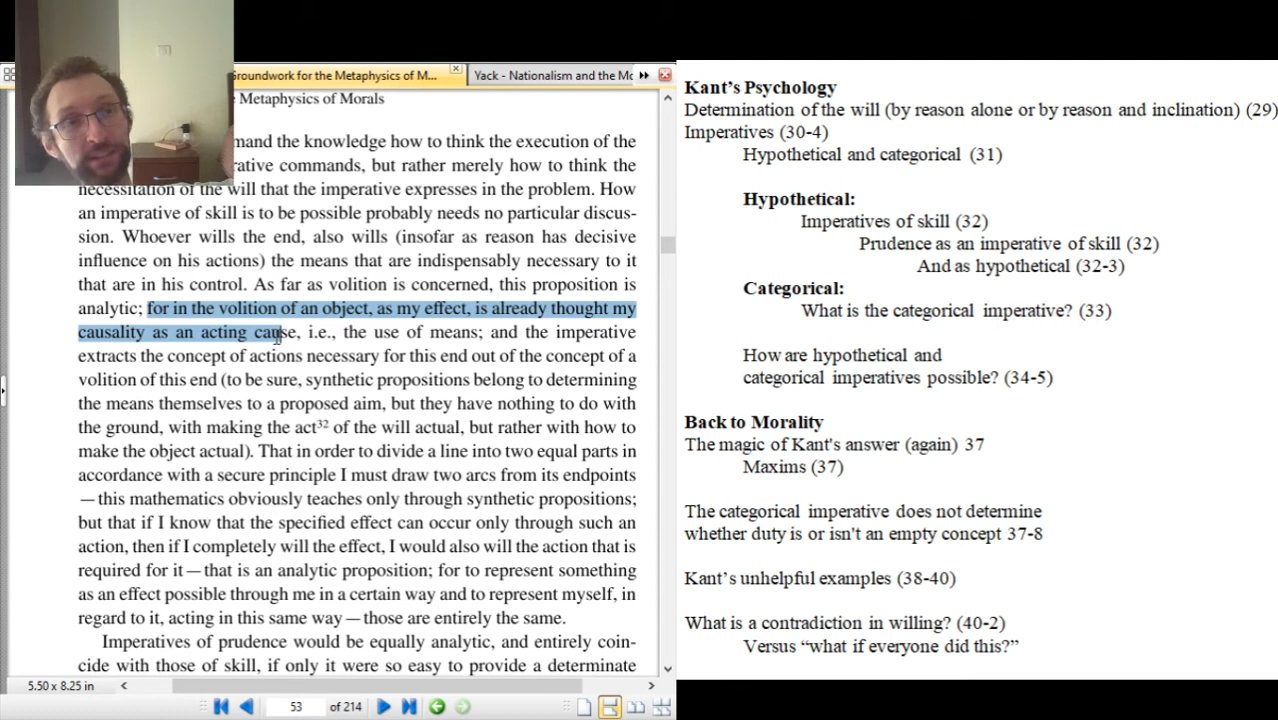 Groundwork for the Metaphysics of M...
Yack - Nationalism and the Mo
Metaphysics of Morals
mand the knowledge how to think the execution of the
rative commands, but rather merely how to think the
necessitation of the will that the imperative expresses in the problem. How
an imperative of skill is to be possible probably needs no particular discus-
sion. Whoever wills the end, also wills (insofar as reason has decisive
influence on his actions) the means that are indispensably necessary to it
that are in his control. As far as volition is concerned, this proposition is
analytic; for in the volition of an object, as my effect, is already thought my
causality as an acting cause, i.e., the use of means; and the imperative
extracts the concept of actions necessary for this end out of the concept of a
volition of this end (to be sure, synthetic propositions belong to determining
the means themselves to a proposed aim, but they have nothing to do with
the ground, with making the act³² of the will actual, but rather with how to
make the object actual). That in order to divide a line into two equal parts in
accordance with a secure principle I must draw two arcs from its endpoints
—this mathematics obviously teaches only through synthetic propositions;
but that if I know that the specified effect can occur only through such an
action, then if I completely will the effect, I would also will the action that is
required for it—that is an analytic proposition; for to represent something
as an effect possible through me in a certain way and to represent myself, in
regard to it, acting in this same way—those are entirely the same.
Imperatives of prudence would be equally analytic, and entirely coin-
cide with those of skill, if only it were so easy to provide a determinate
5.50 x 8.25 in
53
of 214
Kant's Psychology
Determination of the will (by reason alone or by reason and inclination) (29)
Imperatives (30-4)
Hypothetical and categorical (31)
Hypothetical:
Imperatives of skill (32)
Prudence as an imperative of skill (32)
And as hypothetical (32-3)
Categorical:
What is the categorical imperative? (33)
How are hypothetical and
categorical imperatives possible? (34-5)
Back to Morality
The magic of Kant's answer (again) 37
Maxims (37)
The categorical imperative does not determine
whether duty is or isn't an empty concept 37-8
Kant's unhelpful examples (38-40)
What is a contradiction in willing? (40-2)
Versus “what if everyone did this?”